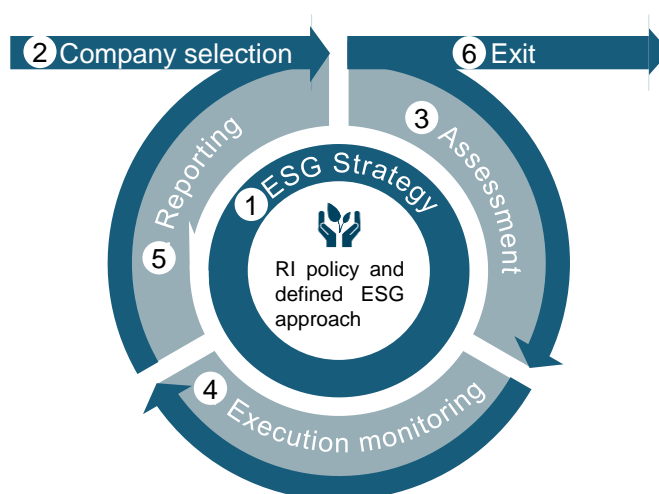 2 Company selection
6 Exit
3 Assessment
5 Reporting
1 ESG Strategy
RI policy and
defined ESG
approach
4 Execution monitoring